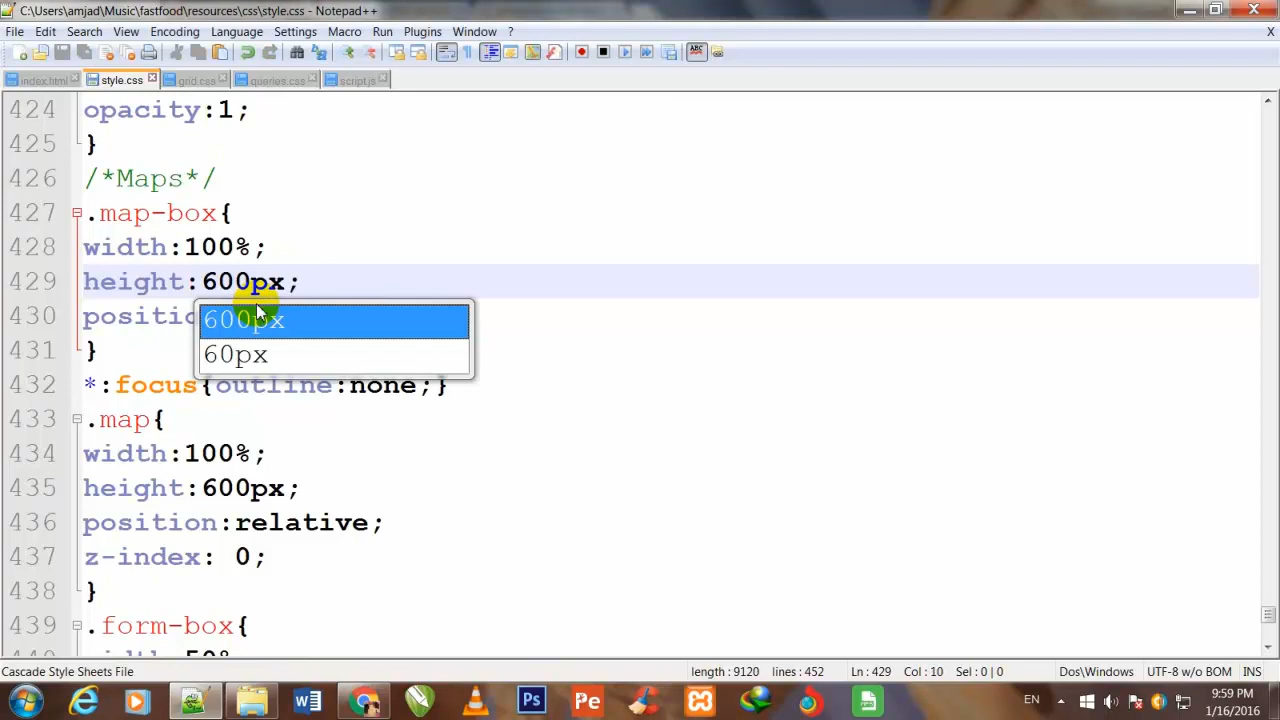 C:\Users\amjad\Music\fastfood\resources\css\style.css - Notepad++
File Edit Search View Encoding Language Settings Macro Run Plugins Window ? X
index.html style.css grid.css queries.css script.js
424 opacity:1;
425 }
426 /*Maps*/
427 .map-box{
428 width:100%;
429 height:600px;
600px
60px
430 positio
431 }
432 *:focus{outline:none;}
433 .map{
434 width:100%;
435 height:600px;
436 position:relative;
437 z-index: 0;
438 }
439 .form-box{
Cascade Style Sheets File length : 9120 lines : 452 Ln : 429 Col : 10 Sel : 0 | 0 Dos\Windows UTF-8 w/o BOM INS
EN
9:59 PM
1/16/2016